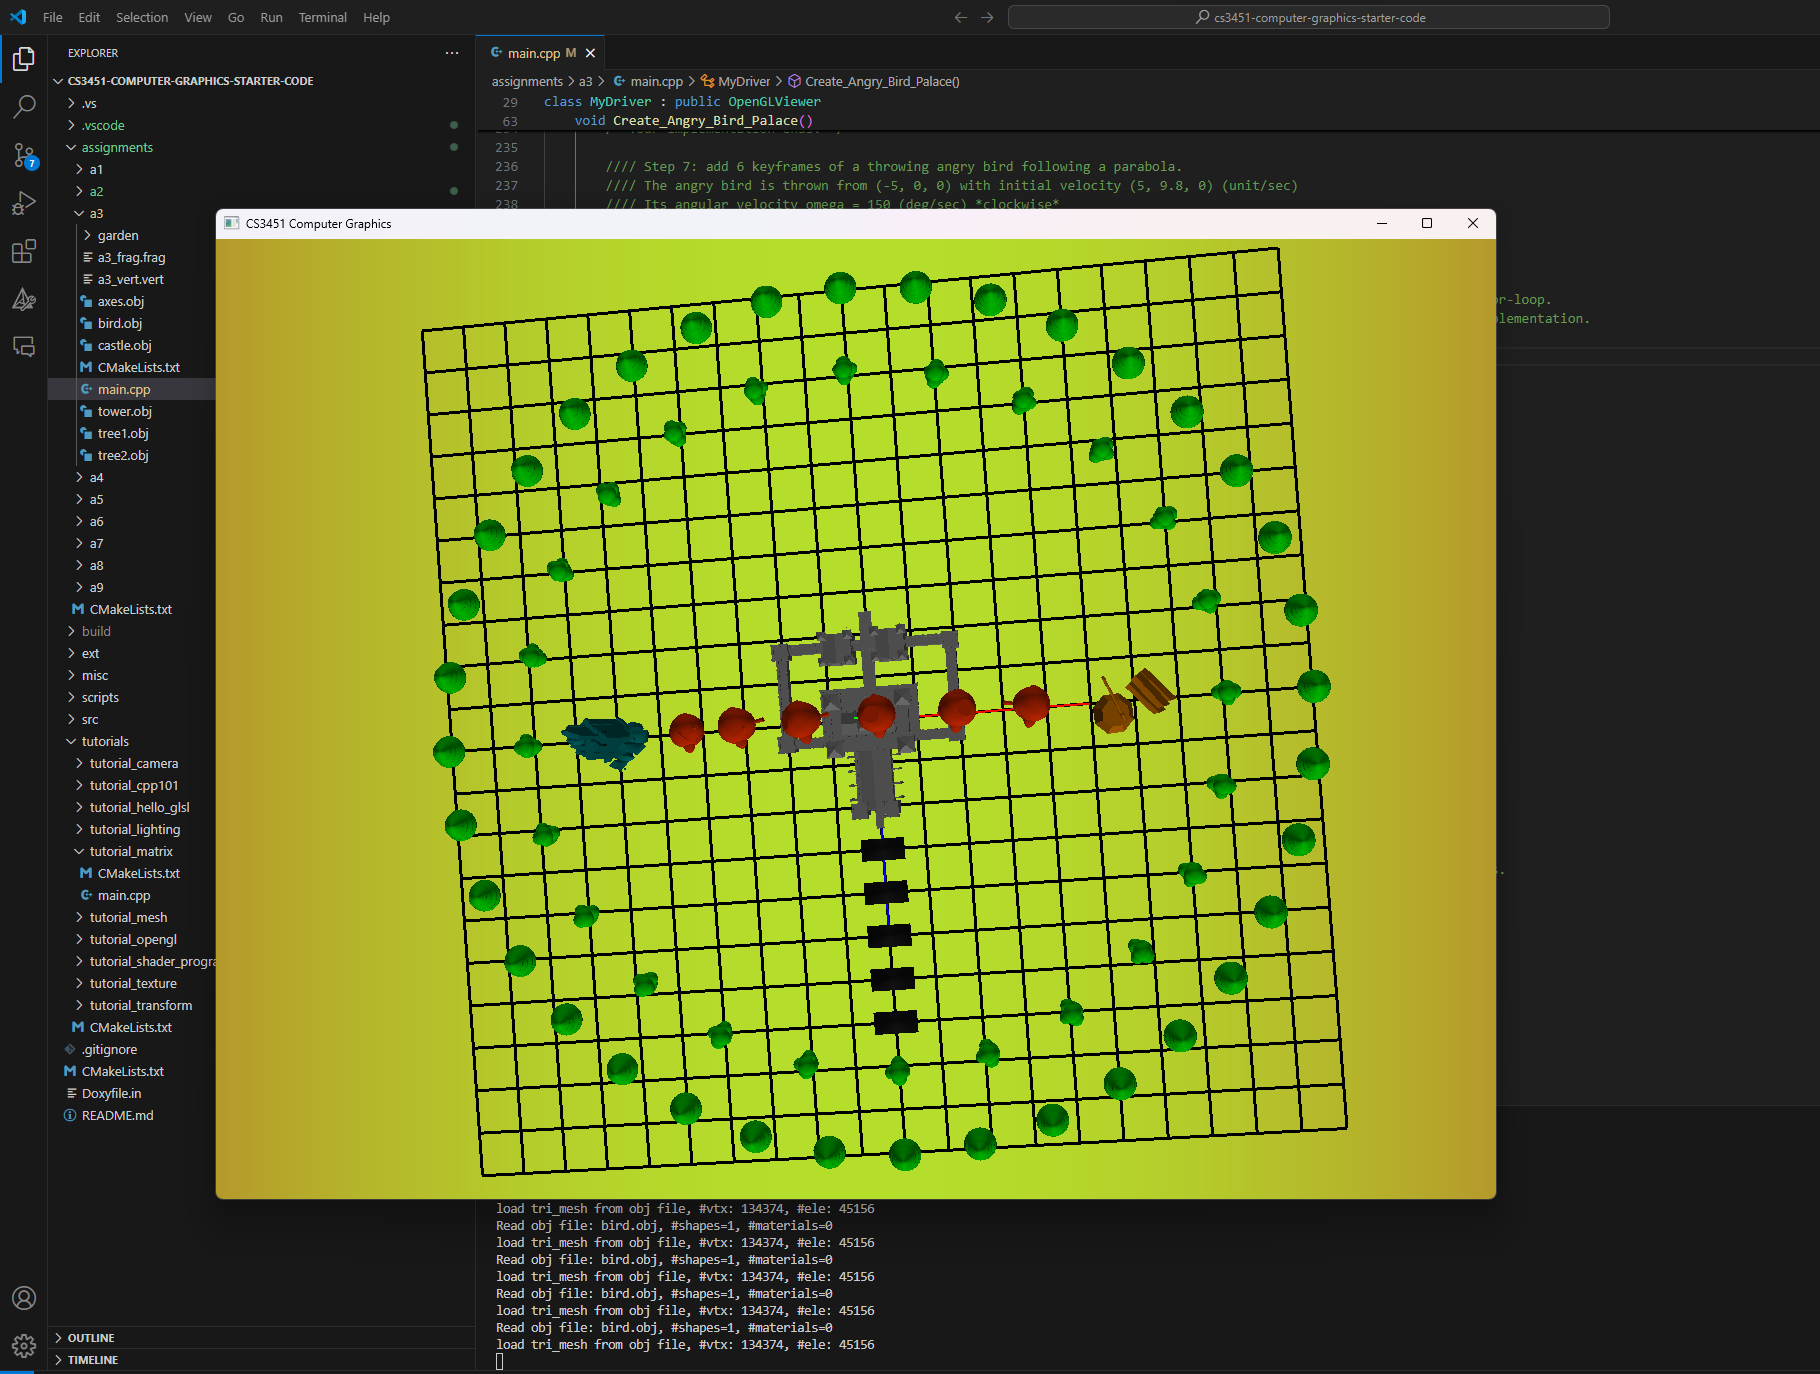 File Edit Selection View Go Run Terminal Help
cs3451-computer-graphics-starter-code
EXPLORER
CS3451-COMPUTER-GRAPHICS-STARTER-CODE
.vs
.vscode
assignments
a1
a2
a3
garden
a3_frag.frag
a3_vert.vert
axes.obj
bird.obj
castle.obj
CMakeLists.txt
main.cpp
tower.obj
tree1.obj
tree2.obj
a4
a5
a6
a7
a8
a9
CMakeLists.txt
build
ext
misc
scripts
src
tutorials
tutorial_camera
tutorial_cpp101
tutorial_hello_glsl
tutorial_lighting
tutorial_matrix
CMakeLists.txt
main.cpp
tutorial_mesh
tutorial_opengl
tutorial_shader_progra
tutorial_texture
tutorial_transform
CMakeLists.txt
.gitignore
CMakeLists.txt
Doxyfile.in
README.md
OUTLINE
TIMELINE
7
main.cpp M
assignments > a3 > main.cpp > MyDriver > Create_Angry_Bird_Palace()
29 class MyDriver : public OpenGLViewer
63 void Create_Angry_Bird_Palace()
235
236 //// Step 7: add 6 keyframes of a throwing angry bird following a parabola.
237 //// The angry bird is thrown from (-5, 0, 0) with initial velocity (5, 9.8, 0) (unit/sec)
238 //// Its angular velocity omega = 150 (deg/sec) *clockwise*
or-loop.
lementation.
CS3451 Computer Graphics
load tri_mesh from obj file, #vtx: 134374, #ele: 45156
Read obj file: bird.obj, #shapes=1, #materials=0
load tri_mesh from obj file, #vtx: 134374, #ele: 45156
Read obj file: bird.obj, #shapes=1, #materials=0
load tri_mesh from obj file, #vtx: 134374, #ele: 45156
Read obj file: bird.obj, #shapes=1, #materials=0
load tri_mesh from obj file, #vtx: 134374, #ele: 45156
Read obj file: bird.obj, #shapes=1, #materials=0
load tri_mesh from obj file, #vtx: 134374, #ele: 45156